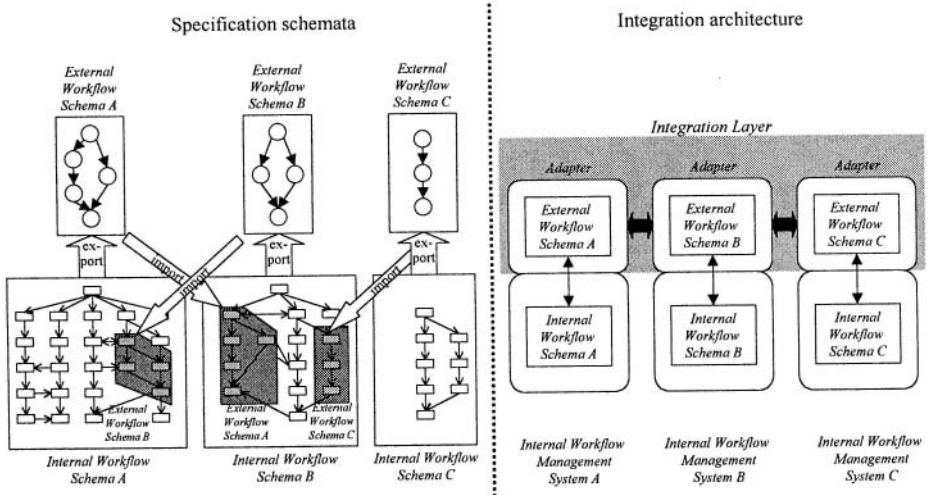 Specification schemata
External
Workflow
Schema A
External
Workflow
Schema B
External
Workflow
Schema C
ex-
port
ex-
port
ex-
port
import
import
import
External
Workflow
Schema B
External
Workflow
Schema A
External
Workflow
Schema C
Internal Workflow
Schema A
Internal Workflow
Schema B
Internal Workflow
Schema C
Integration architecture
Integration Layer
Adapter
Adapter
Adapter
External
Workflow
Schema A
External
Workflow
Schema B
External
Workflow
Schema C
Internal
Workflow
Schema A
Internal
Workflow
Schema B
Internal
Workflow
Schema C
Internal Workflow
Management
System A
Internal Workflow
Management
System B
Internal Workflow
Management
System C